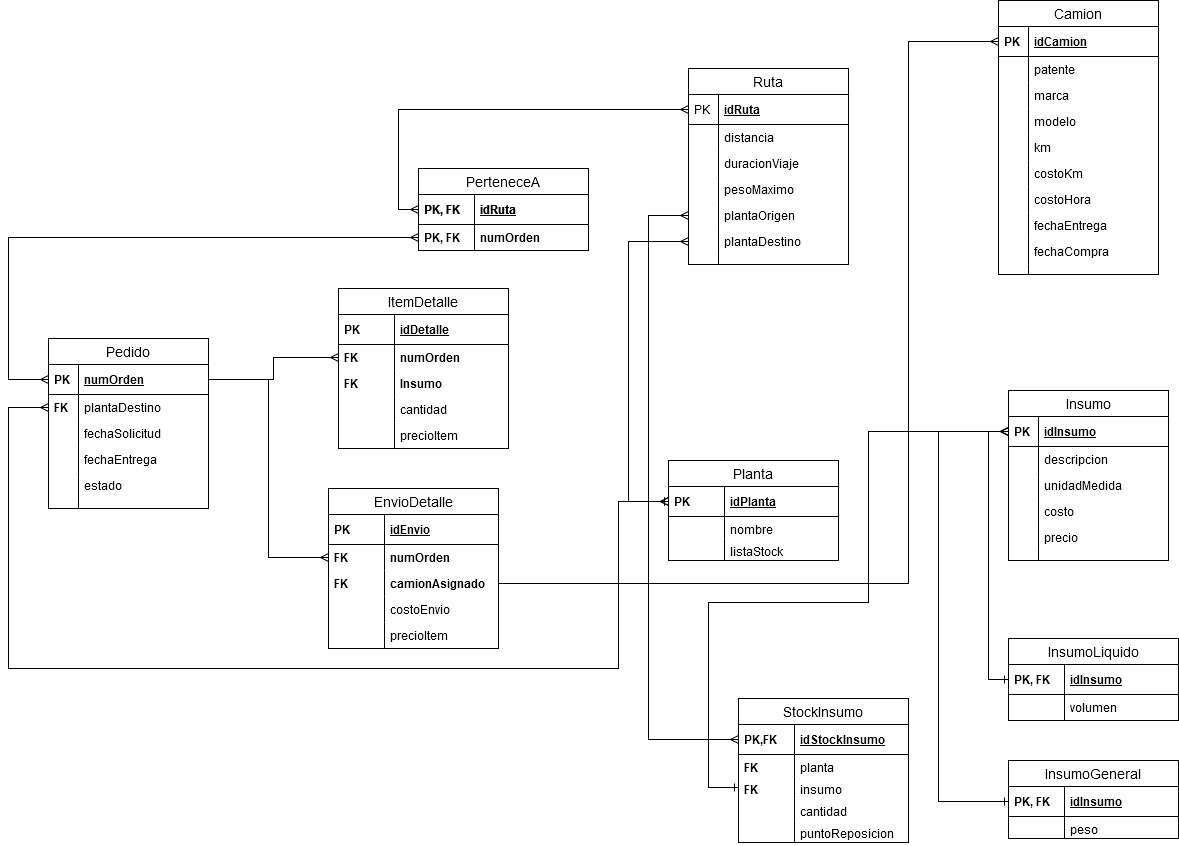 Camion
PK idCamion
patente
marca
modelo
km
costoKm
costoHora
fechaEntrega
fechaCompra
Ruta
PK idRuta
distancia
duracionViaje
pesoMaximo
plantaOrigen
plantaDestino
PerteneceA
PK, FK idRuta
PK, FK numOrden
ItemDetalle
PK idDetalle
FK numOrden
FK Insumo
cantidad
precioItem
Pedido
PK numOrden
FK plantaDestino
fechaSolicitud
fechaEntrega
estado
Insumo
PK idInsumo
descripcion
unidadMedida
costo
precio
Planta
PK idPlanta
nombre
listaStock
EnvioDetalle
PK idEnvio
FK numOrden
FK camionAsignado
costoEnvio
precioItem
InsumoLiquido
PK, FK idInsumo
volumen
StockInsumo
PK,FK idStockInsumo
FK planta
FK insumo
cantidad
puntoReposicion
InsumoGeneral
PK, FK idInsumo
peso